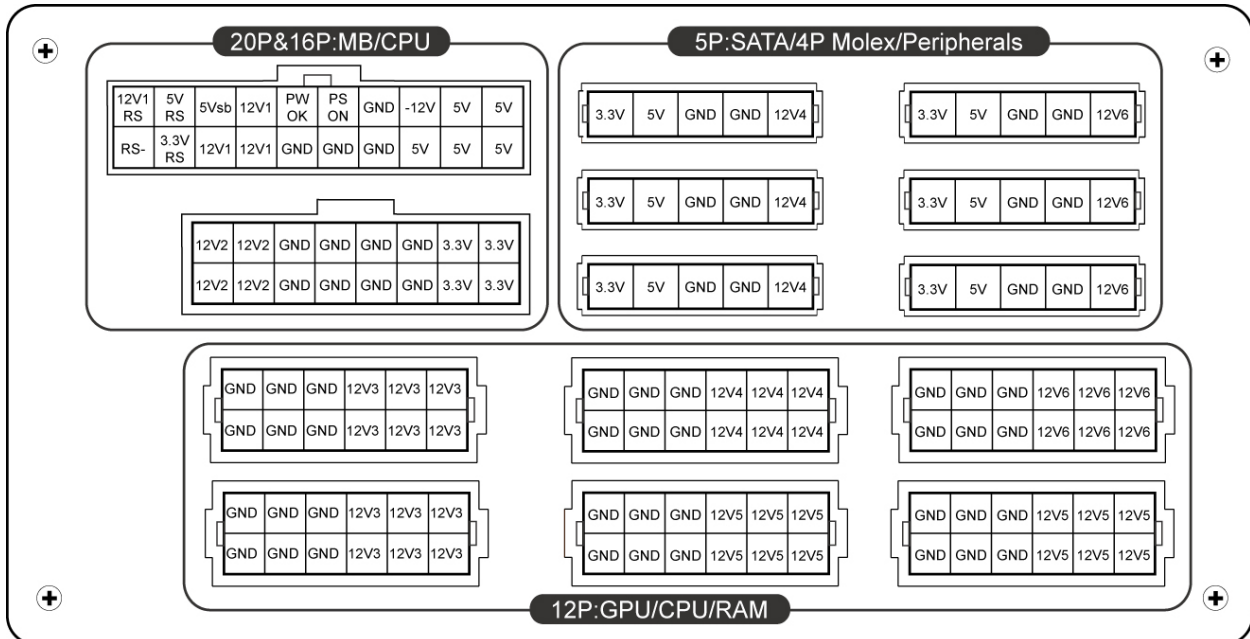 20P&16P:MB/CPU
12V1 RS 5V RS 5Vsb 12V1 PW OK PS ON GND -12V 5V 5V
RS- 3.3V RS 12V1 12V1 GND GND GND 5V 5V 5V
12V2 12V2 GND GND GND GND 3.3V 3.3V
12V2 12V2 GND GND GND GND 3.3V 3.3V
5P:SATA/4P Molex/Peripherals
3.3V 5V GND GND 12V4
3.3V 5V GND GND 12V6
3.3V 5V GND GND 12V4
3.3V 5V GND GND 12V6
3.3V 5V GND GND 12V4
3.3V 5V GND GND 12V6
GND GND GND 12V3 12V3 12V3
GND GND GND 12V3 12V3 12V3
GND GND GND 12V4 12V4 12V4
GND GND GND 12V4 12V4 12V4
GND GND GND 12V6 12V6 12V6
GND GND GND 12V6 12V6 12V6
GND GND GND 12V3 12V3 12V3
GND GND GND 12V3 12V3 12V3
GND GND GND 12V5 12V5 12V5
GND GND GND 12V5 12V5 12V5
GND GND GND 12V5 12V5 12V5
GND GND GND 12V5 12V5 12V5
12P:GPU/CPU/RAM